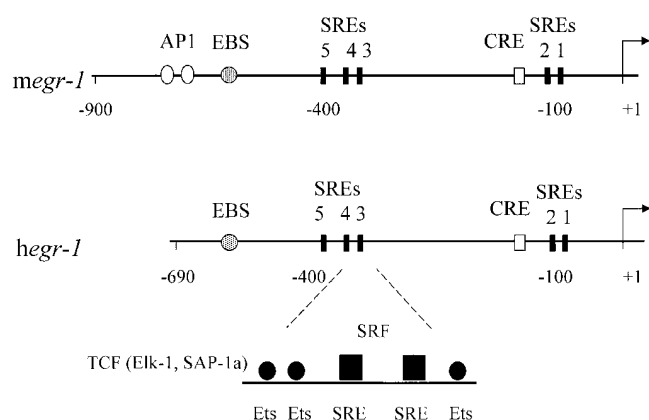 SREs SREs
AP1 EBS 5 4 3 CRE 2 1
megr-1
-900 -400 -100 +1
SREs SREs
EBS 5 4 3 CRE 2 1
hegr-1
-690 -400 -100 +1
SRF
TCF (Elk-1, SAP-1a)
Ets Ets SRE SRE Ets